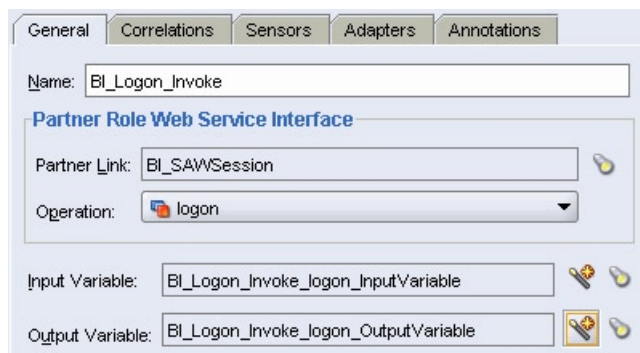 General Correlations Sensors Adapters Annotations
Name: BI_Logon_Invoke
Partner Role Web Service Interface
Partner Link: BI_SAWSession
Operation: logon
Input Variable: BI_Logon_Invoke_logon_InputVariable
Output Variable: BI_Logon_Invoke_logon_OutputVariable